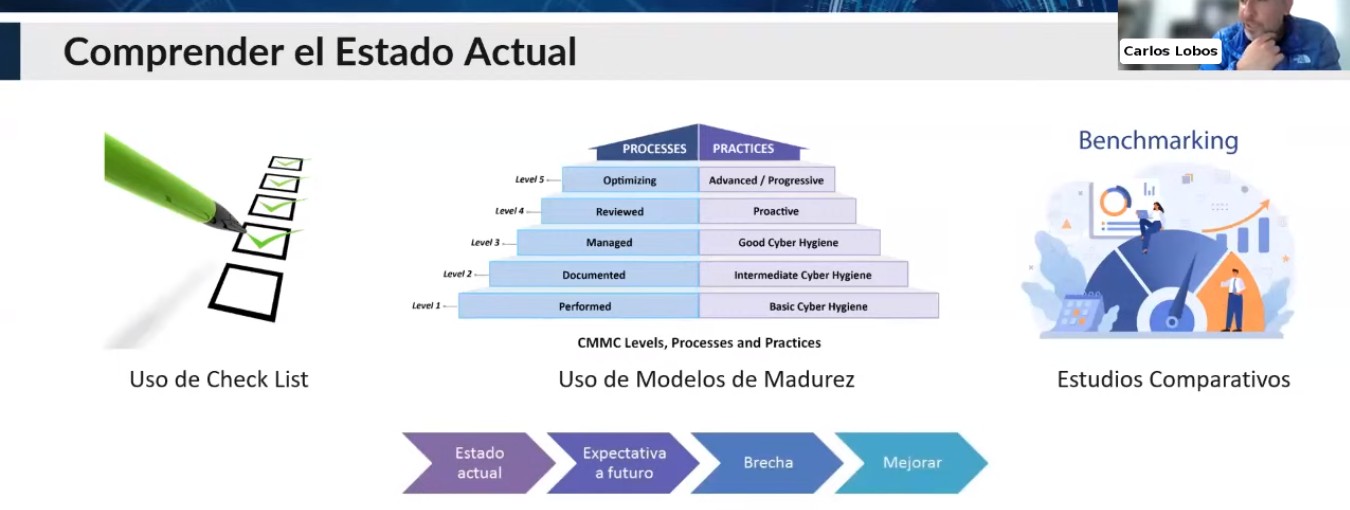 Comprender el Estado Actual
Carlos Lobos
PROCESSES PRACTICES
Level 5 Optimizing Advanced / Progressive
Level 4 Reviewed Proactive
Level 3 Managed Good Cyber Hygiene
Level 2 Documented Intermediate Cyber Hygiene
Level 1 Performed Basic Cyber Hygiene
CMMC Levels, Processes and Practices
Benchmarking
Uso de Check List
Uso de Modelos de Madurez
Estudios Comparativos
Estado
actual
Expectativa
a futuro
Brecha
Mejorar